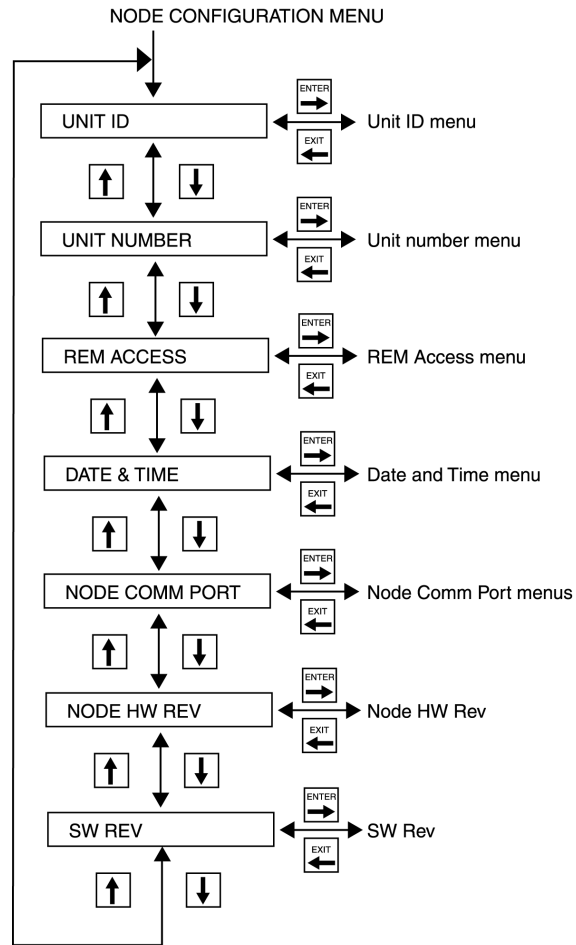 NODE CONFIGURATION MENU
ENTER
UNIT ID
Unit ID menu
EXIT
ENTER
UNIT NUMBER
Unit number menu
EXIT
ENTER
REM ACCESS
REM Access menu
EXIT
ENTER
DATE & TIME
Date and Time menu
EXIT
ENTER
NODE COMM PORT
Node Comm Port menus
EXIT
ENTER
NODE HW REV
Node HW Rev
EXIT
ENTER
SW REV
SW Rev
EXIT